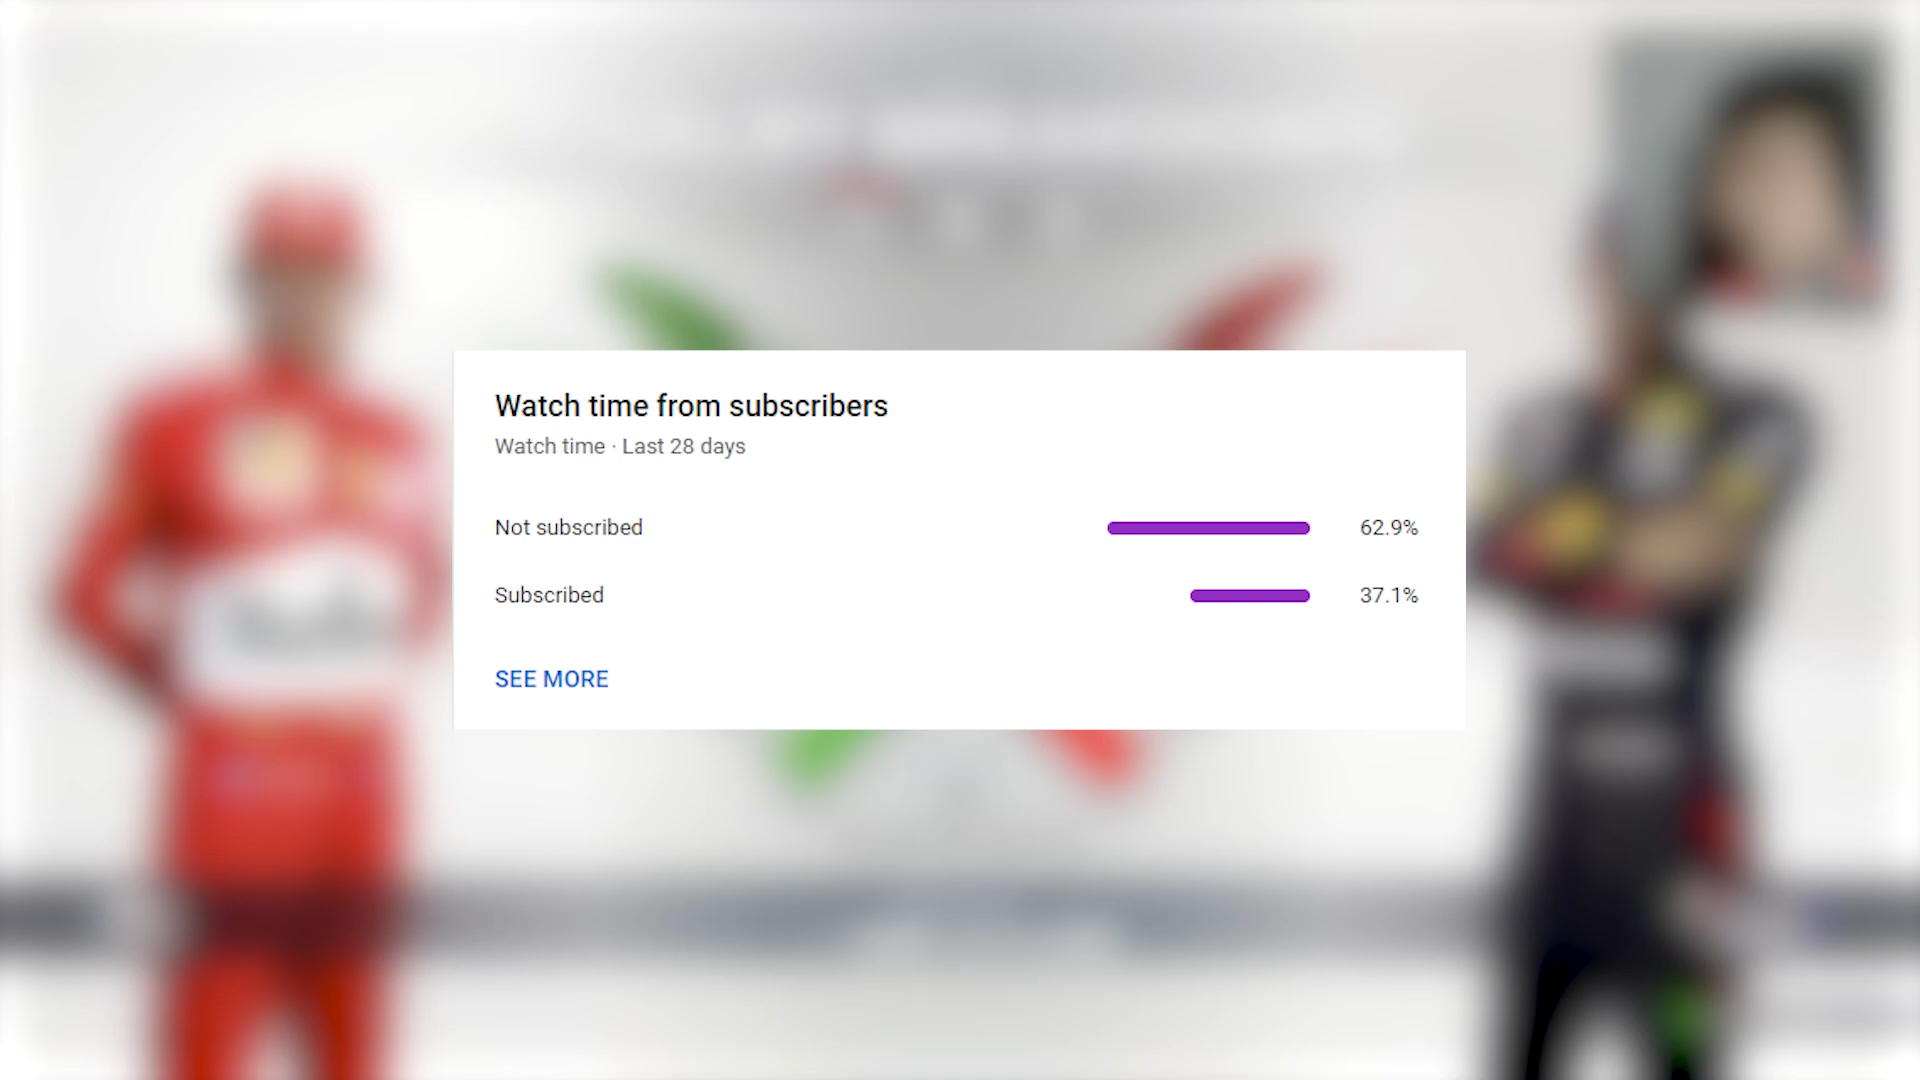 Watch time from subscribers
Watch time · Last 28 days
Not subscribed 62.9%
Subscribed 37.1%
SEE MORE